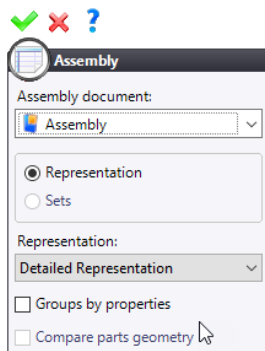 ?
Assembly
Assembly document:
Assembly
Representation
Sets
Representation:
Detailed Representation
Groups by properties
Compare parts geometry